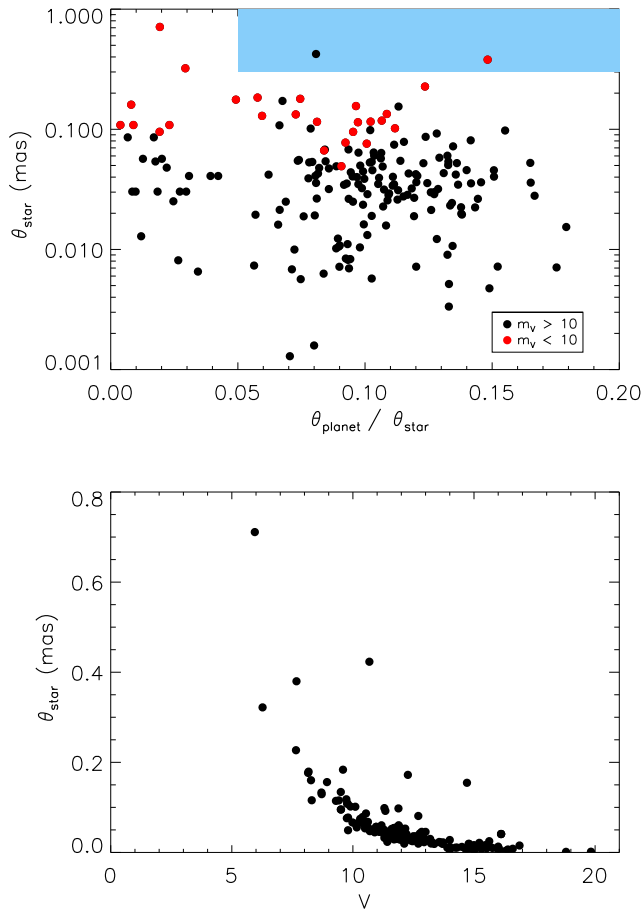 1.000
0.100
0.010
0.001
θstar (mas)
0.00 0.05 0.10 0.15 0.20
θplanet / θstar
mv > 10
mv < 10
0.8
0.6
0.4
0.2
0.0
θstar (mas)
0 5 10 15 20
V